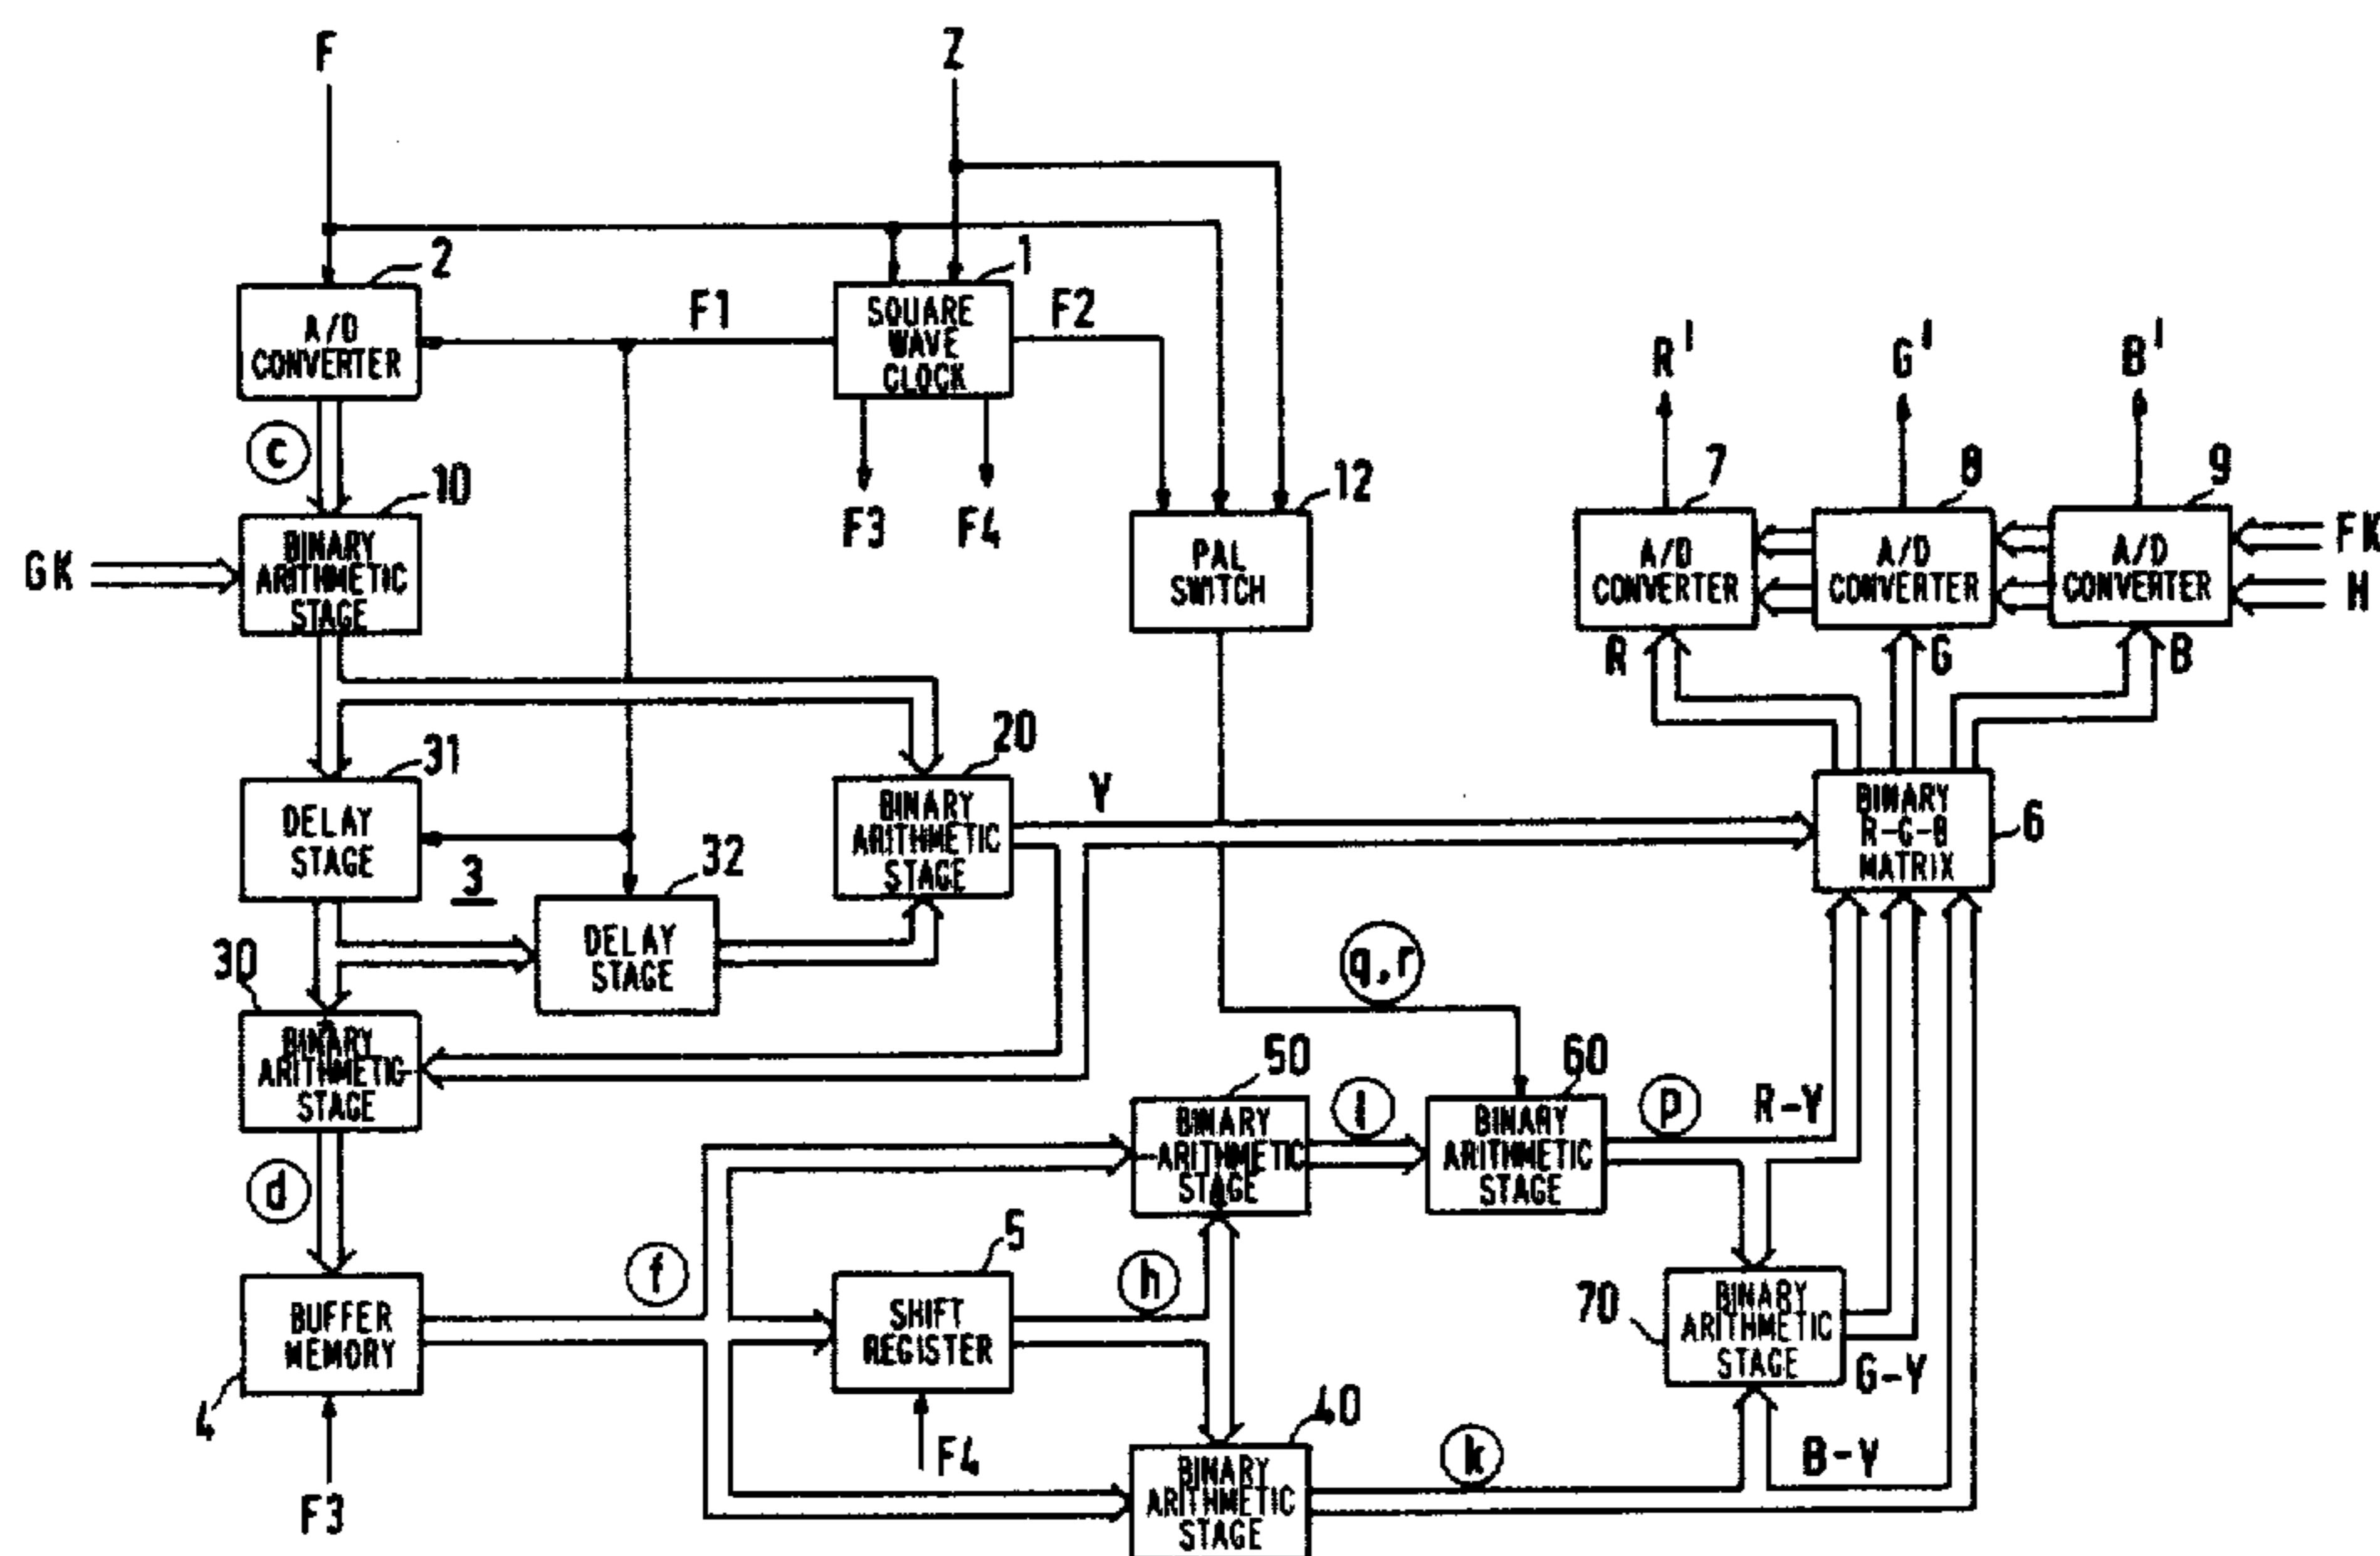 F
Z
2
1
A/D
CONVERTER
F1
SQUARE
WAVE
CLOCK
F2
R'
G'
B'
c
10
F3
F4
12
7
8
9
GK
BINARY
ARITHMETIC
STAGE
PAL
SWITCH
A/D
CONVERTER
A/D
CONVERTER
A/D
CONVERTER
FK
H
R
G
B
31
20
DELAY
STAGE
3
32
BINARY
ARITHMETIC
STAGE
Y
BINARY
R-G-B
MATRIX
6
30
DELAY
STAGE
q,r
BINARY
ARITHMETIC
STAGE
50
60
l
p
R-Y
BINARY
ARITHMETIC
STAGE
BINARY
ARITHMETIC
STAGE
d
f
5
h
BUFFER
MEMORY
SHIFT
REGISTER
70
BINARY
ARITHMETIC
STAGE
G-Y
4
F3
F4
40
k
B-Y
BINARY
ARITHMETIC
STAGE